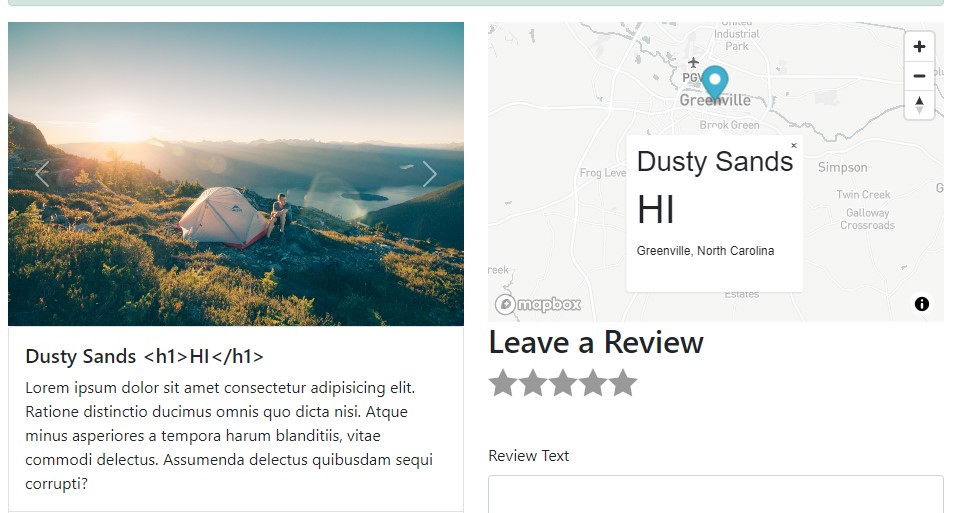 Dusty Sands <h1>HI</h1>
Lorem ipsum dolor sit amet consectetur adipisicing elit.
Ratione distinctio ducimus omnis quo dicta nisi. Atque
minus asperiores a tempora harum blanditiis, vitae
commodi delectus. Assumenda delectus quibusdam sequi
corrupti?
United
Industrial
Park
PGV
Greenville
Brook Green
Simpson
Twin Creek
Galloway
Crossroads
×
Dusty Sands
HI
Greenville, North Carolina
Estates
mapbox
Leave a Review
Review Text